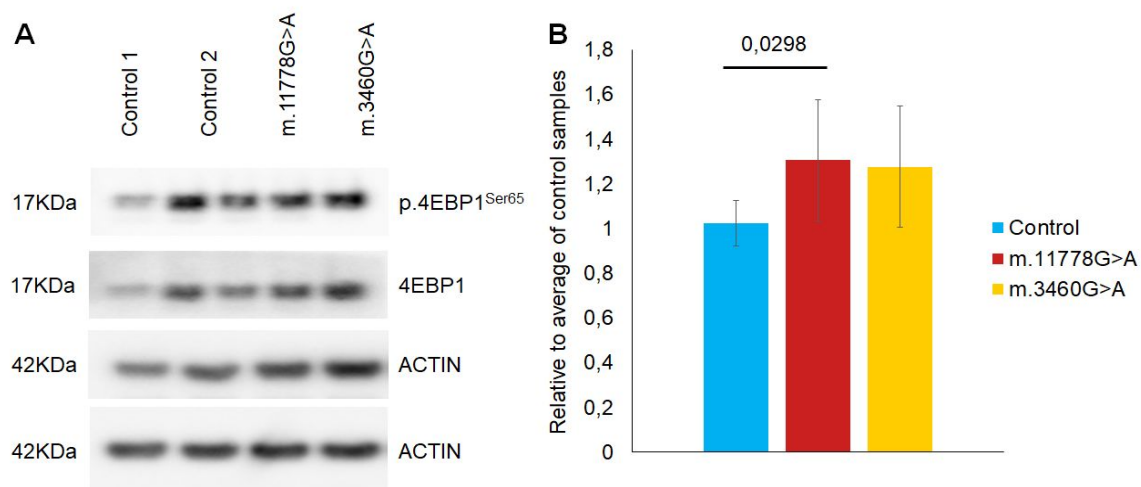 A
Control 1
Control 2
m.11778G>A
m.3460G>A
17KDa
p.4EBP1Ser65
17KDa
4EBP1
42KDa
ACTIN
42KDa
ACTIN
B
0,0298
Relative to average of control samples
1,8
1,6
1,4
1,2
1
0,8
0,6
0,4
0,2
0
Control
m.11778G>A
m.3460G>A